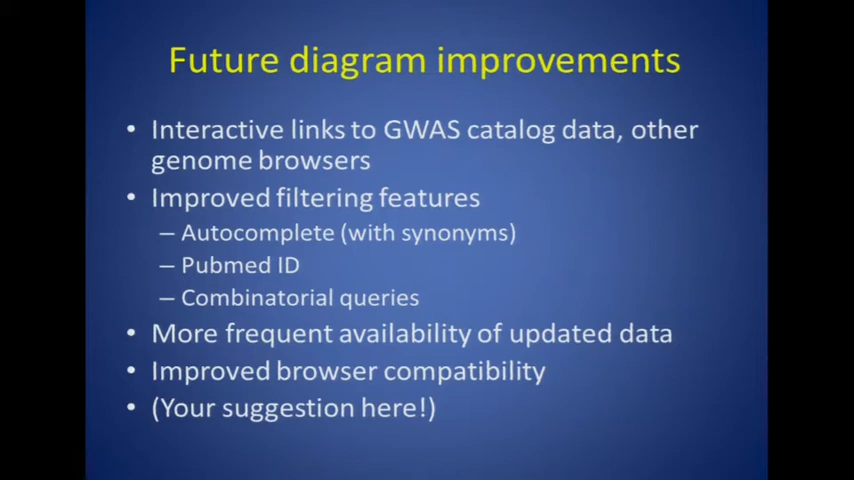 Future diagram improvements
• Interactive links to GWAS catalog data, other
genome browsers
• Improved filtering features
– Autocomplete (with synonyms)
– Pubmed ID
– Combinatorial queries
• More frequent availability of updated data
• Improved browser compatibility
• (Your suggestion here!)